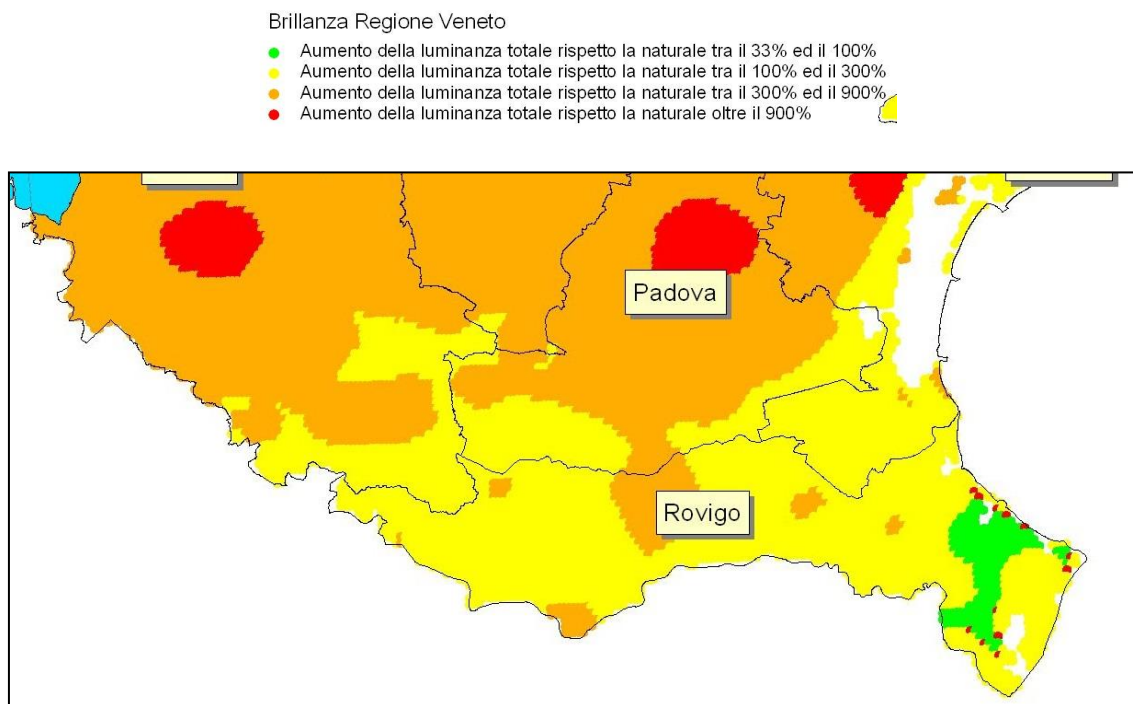 Brillanza Regione Veneto
Aumento della luminanza totale rispetto la naturale tra il 33% ed il 100%
Aumento della luminanza totale rispetto la naturale tra il 100% ed il 300%
Aumento della luminanza totale rispetto la naturale tra il 300% ed il 900%
Aumento della luminanza totale rispetto la naturale oltre il 900%
Padova
Rovigo